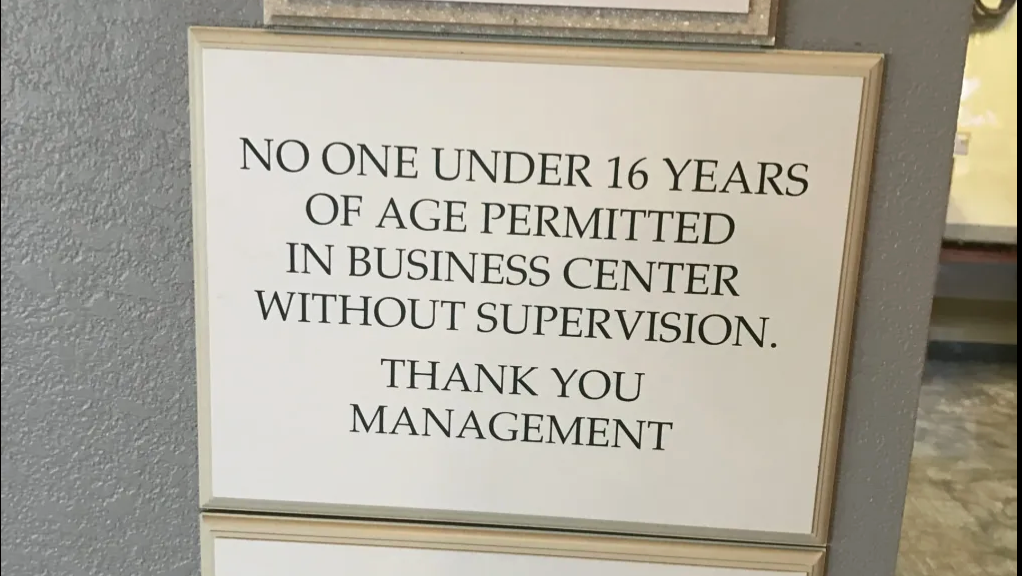 NO ONE UNDER 16 YEARS
OF AGE PERMITTED
IN BUSINESS CENTER
WITHOUT SUPERVISION.
THANK YOU
MANAGEMENT